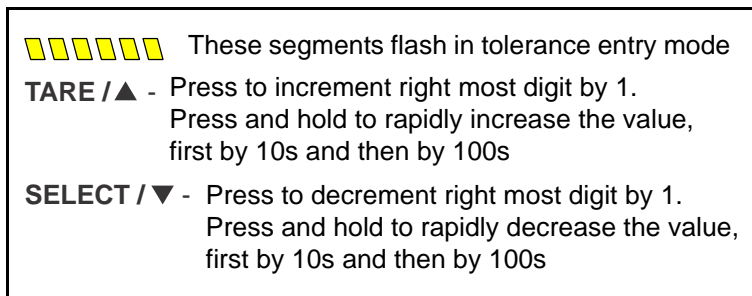 These segments flash in tolerance entry mode
TARE / ▲ - Press to increment right most digit by 1.
Press and hold to rapidly increase the value,
first by 10s and then by 100s
SELECT / ▼ - Press to decrement right most digit by 1.
Press and hold to rapidly decrease the value,
first by 10s and then by 100s